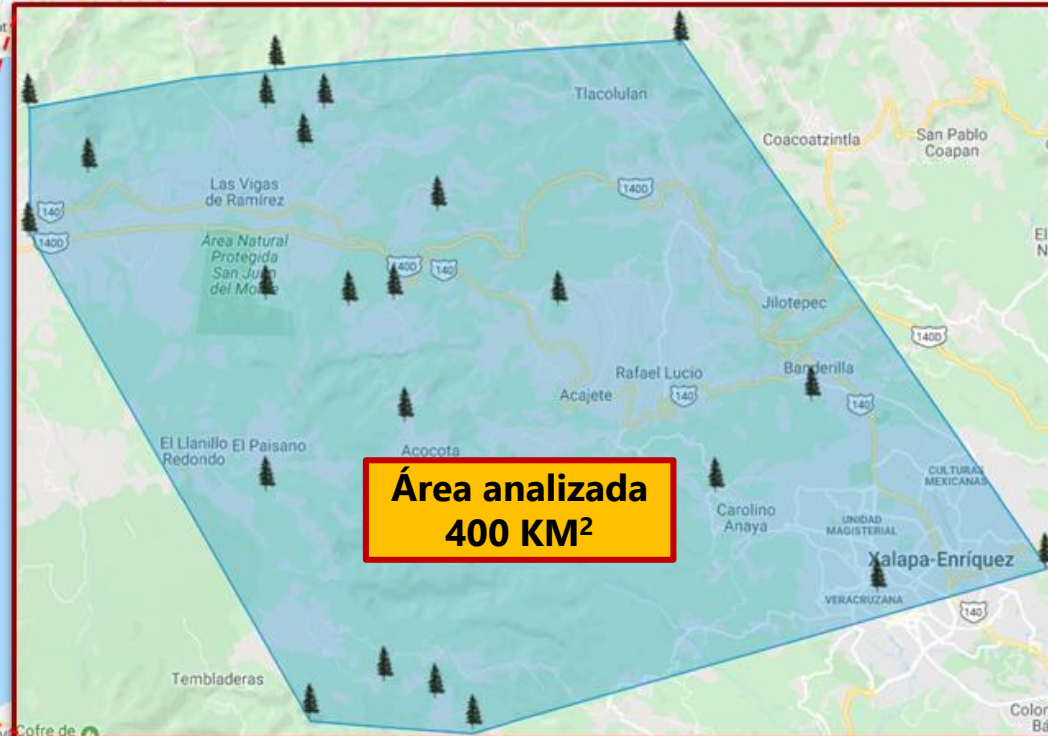 Tlacolulan
Coacoatzintla
San Pablo
Coapan
Las Vigas
de Ramírez
140D
140
140D
Área Natural
Protegida
San Juan
del Monte
140D
140
Jilotepec
140D
Rafael Lucio
Banderilla
Acajete
140
140
El Llanillo
Redondo
El Paisano
Acocota
Área analizada
400 KM²
CULTURAS
MEXICANAS
Carolino
Anaya
UNIDAD
MAGISTERIAL
Xalapa-Enríquez
VERACRUZANA
140
Tembladeras
Cofre de